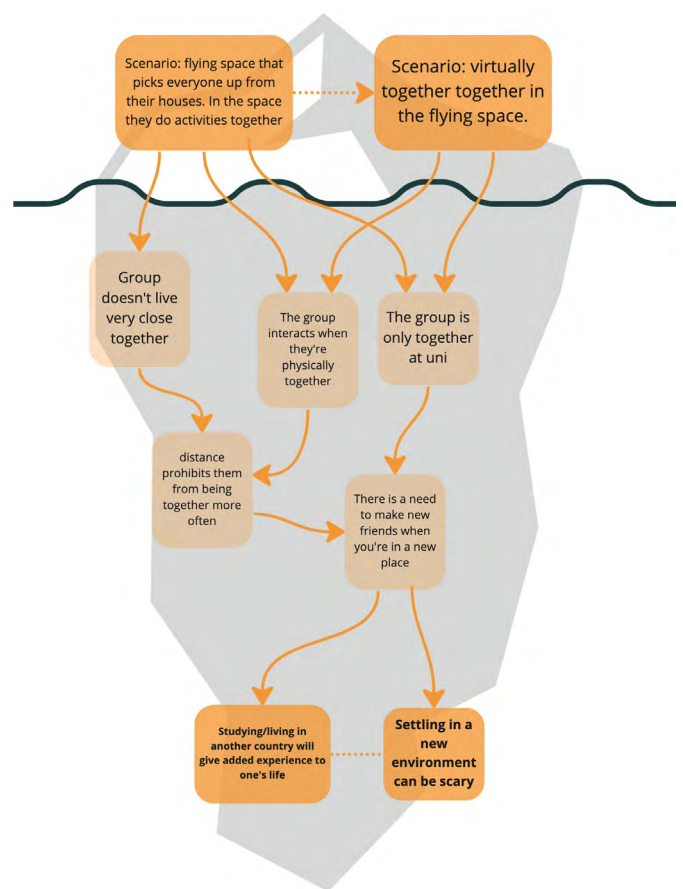 Scenario: flying space that
picks everyone up from
their houses. In the space
they do activities together
Scenario: virtually
together together in
the flying space.
Group
doesn't live
very close
together
The group
interacts when
they're
physically
together
The group is
only together
at uni
distance
prohibits them
from being
together more
often
There is a need
to make new
friends when
you're in a new
place
Studying/living in
another country will
give added experience to
one's life
Settling in a
new
environment
can be scary